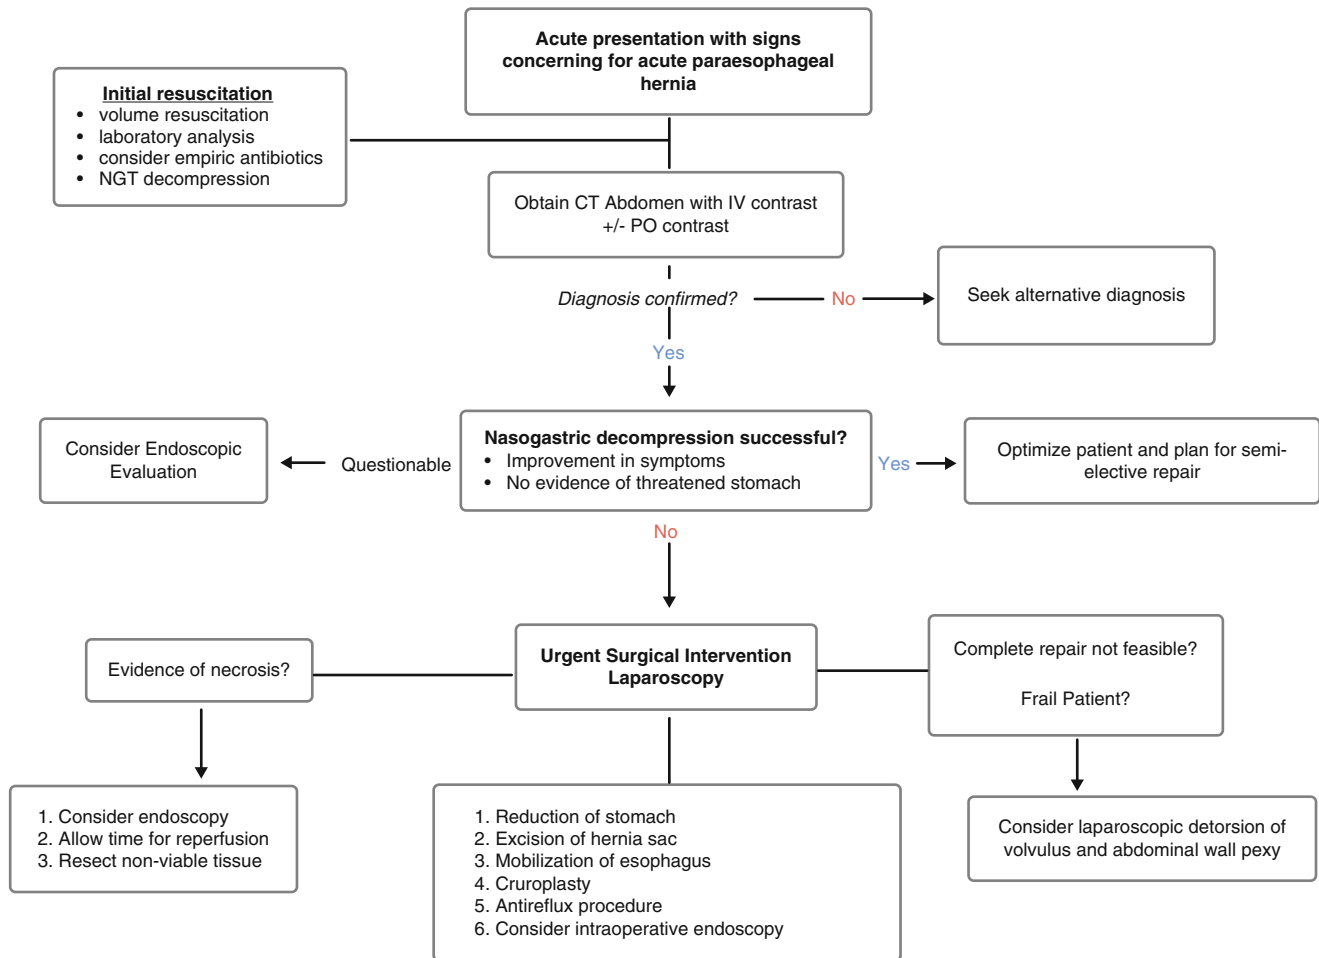 Acute presentation with signs
concerning for acute paraesophageal
hernia
Initial resuscitation
• volume resuscitation
• laboratory analysis
• consider empiric antibiotics
• NGT decompression
Obtain CT Abdomen with IV contrast
+/- PO contrast
Diagnosis confirmed?
No
Seek alternative diagnosis
Yes
Consider Endoscopic
Evaluation
Questionable
Nasogastric decompression successful?
• Improvement in symptoms
• No evidence of threatened stomach
Yes
Optimize patient and plan for semi-
elective repair
No
Evidence of necrosis?
Urgent Surgical Intervention
Laparoscopy
Complete repair not feasible?
Frail Patient?
1. Consider endoscopy
2. Allow time for reperfusion
3. Resect non-viable tissue
1. Reduction of stomach
2. Excision of hernia sac
3. Mobilization of esophagus
4. Cruroplasty
5. Antireflux procedure
6. Consider intraoperative endoscopy
Consider laparoscopic detorsion of
volvulus and abdominal wall pexy